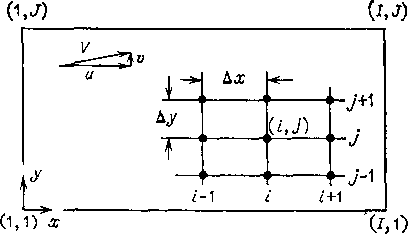 (1, J) (I, J)
V
v
u
Δx
j+1
Δy
(i, j)
j
j-1
y
i-1 i i+1
(1, 1) x (I, 1)